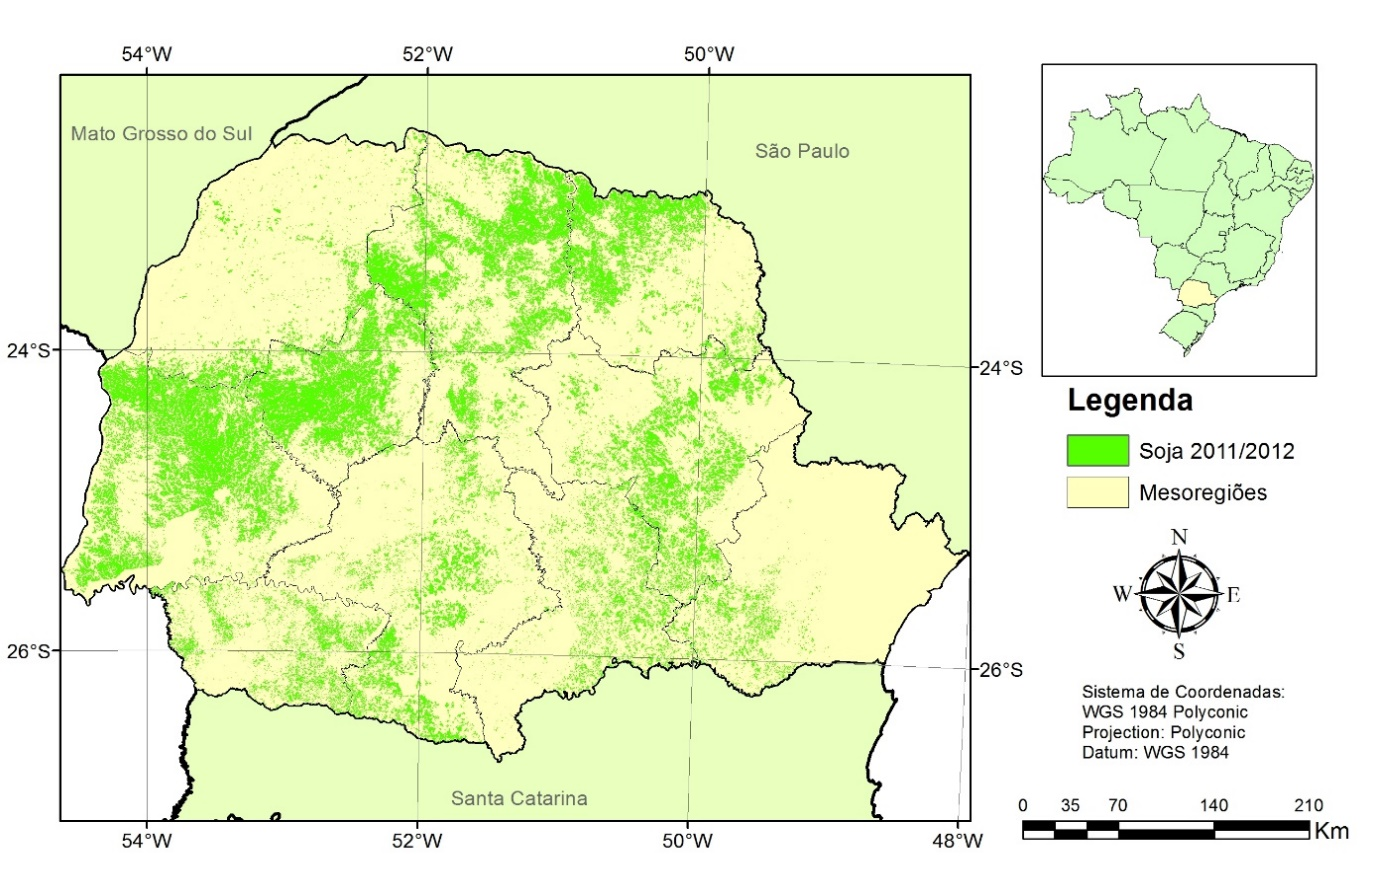 54°W
52°W
50°W
Mato Grosso do Sul
São Paulo
24°S
24°S
26°S
26°S
Santa Catarina
54°W
52°W
50°W
48°W
Legenda
Soja 2011/2012
Mesoregiões
N
W
E
S
Sistema de Coordenadas:
WGS 1984 Polyconic
Projection: Polyconic
Datum: WGS 1984
0 35 70 140 210
Km